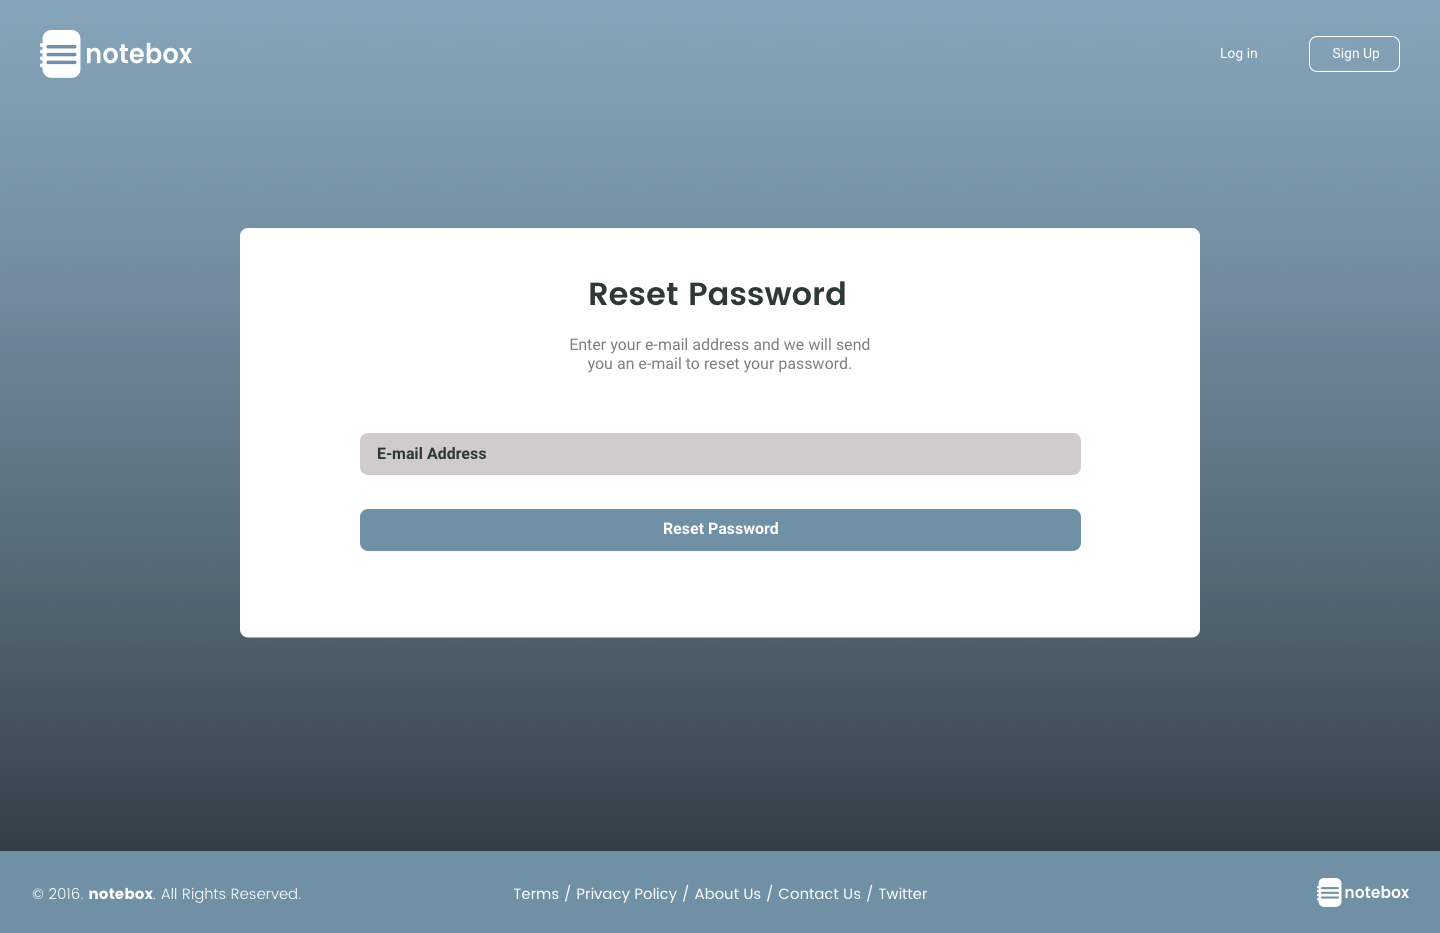 notebox
Log in
Sign Up
Reset Password
Enter your e-mail address and we will send
you an e-mail to reset your password.
E-mail Address
Reset Password
© 2016. notebox. All Rights Reserved.
Terms / Privacy Policy / About Us / Contact Us / Twitter
notebox